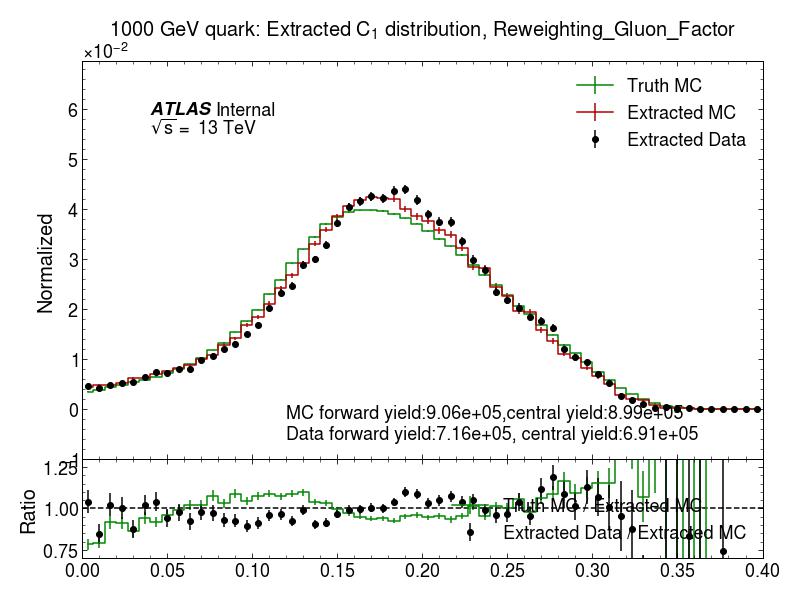 1000 GeV quark: Extracted C₁ distribution, Reweighting_Gluon_Factor
×10⁻²
ATLAS Internal
√s = 13 TeV
Truth MC
Extracted MC
Extracted Data
Normalized
6
5
4
3
2
1
0
MC forward yield:9.06e+05,central yield:8.99e+05
Data forward yield:7.16e+05, central yield:6.91e+05
1
Ratio
1.25
1.00
0.75
Truth MC / Extracted MC
Extracted Data / Extracted MC
0.00 0.05 0.10 0.15 0.20 0.25 0.30 0.35 0.40